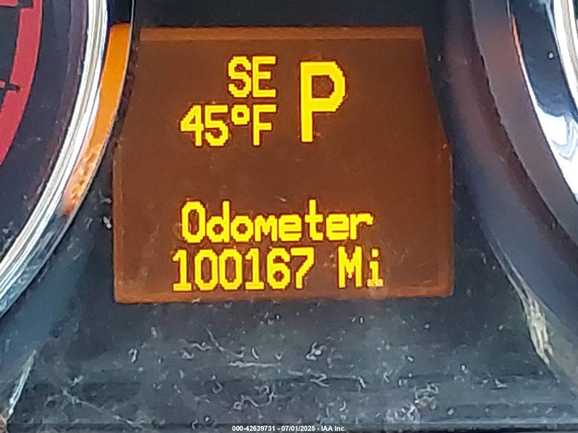 SE P
45°F
Odometer
100167 Mi
000-42639731 - 07/01/2025 - IAA Inc.